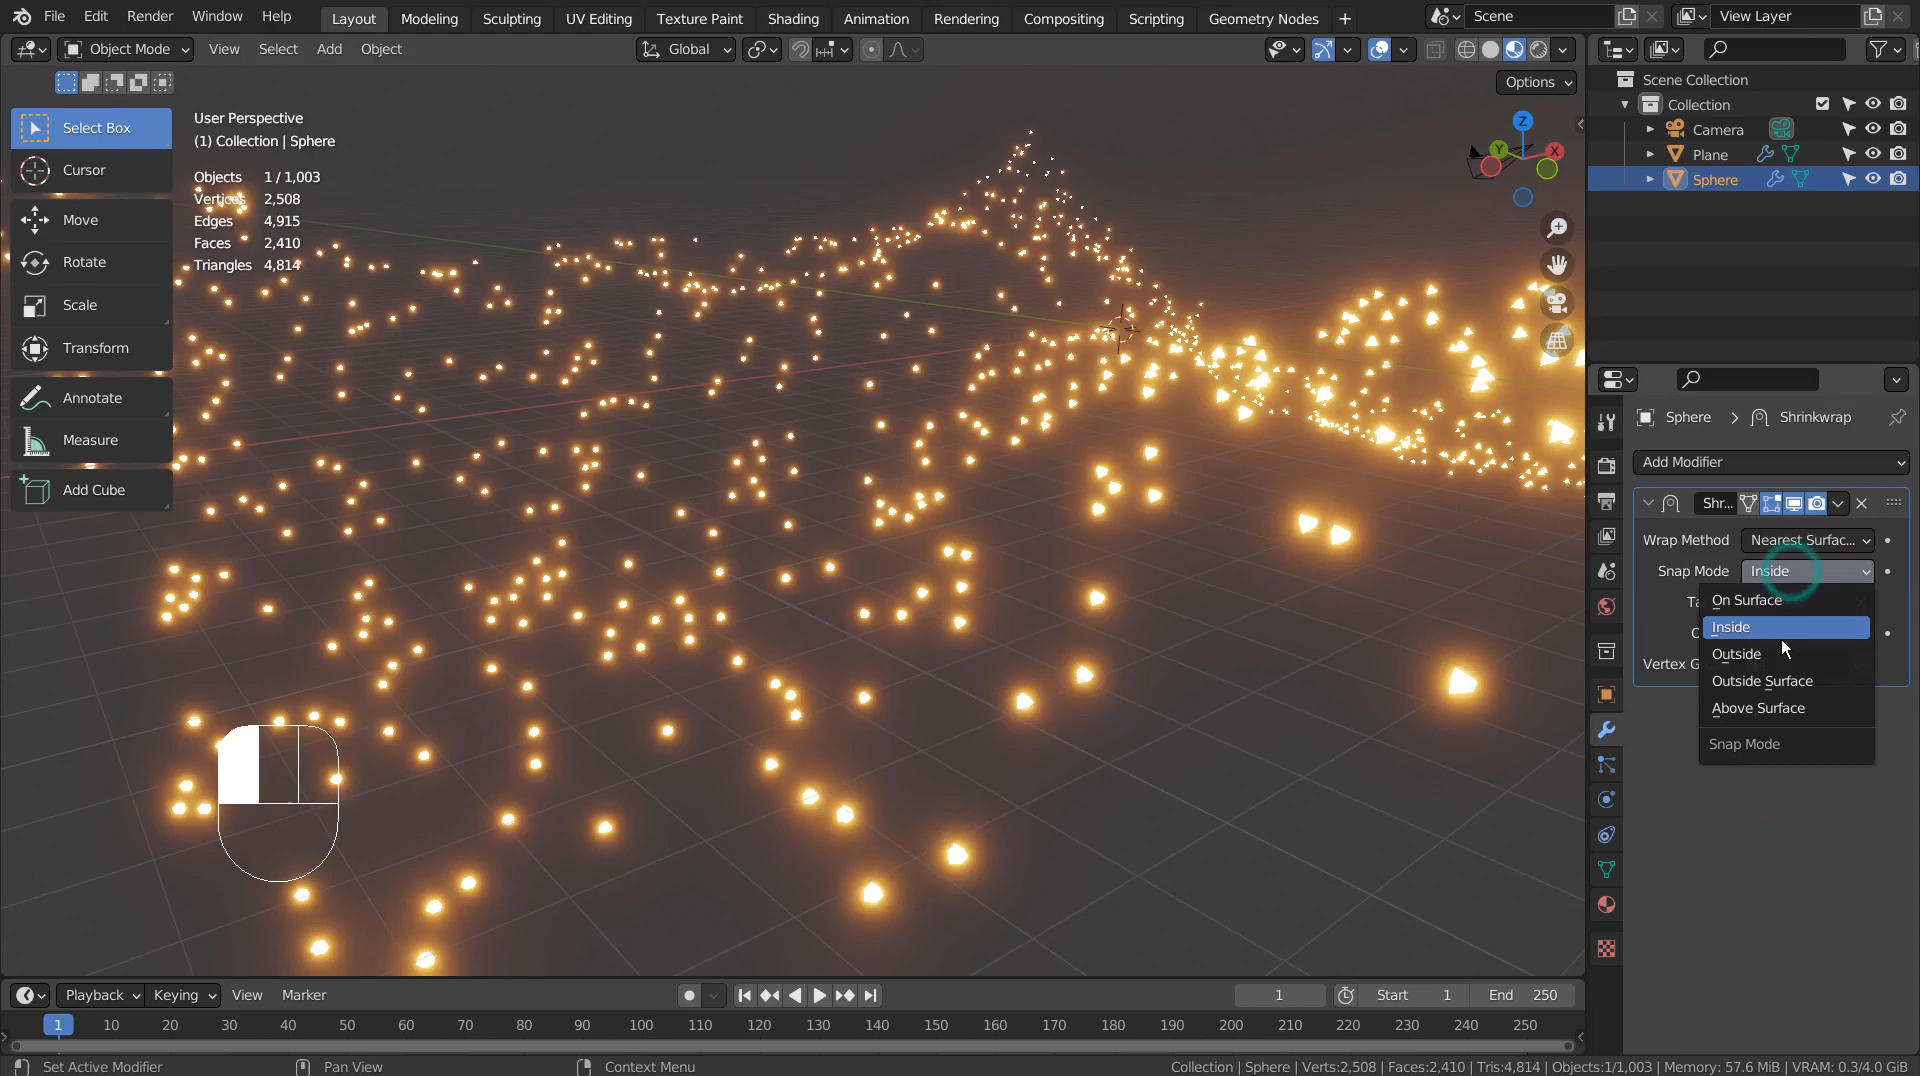 File Edit Render Window Help
Layout Modeling Sculpting UV Editing Texture Paint Shading Animation Rendering Compositing Scripting Geometry Nodes +
Scene
View Layer
Object Mode View Select Add Object
Global
Options
Select Box
Cursor
Move
Rotate
Scale
Transform
Annotate
Measure
Add Cube
User Perspective
(1) Collection | Sphere
Objects 1 / 1,003
Vertices 2,508
Edges 4,915
Faces 2,410
Triangles 4,814
Z
Y
X
Scene Collection
Collection
Camera
Plane
Sphere
Sphere > Shrinkwrap
Add Modifier
Shr...
Wrap Method Nearest Surfac...
Snap Mode Inside
On Surface
Inside
Outside
Outside Surface
Above Surface
Snap Mode
Vertex G
Playback Keying View Marker
1
Start 1
End 250
1 10 20 30 40 50 60 70 80 90 100 110 120 130 140 150 160 170 180 190 200 210 220 230 240 250
Set Active Modifier
Pan View
Context Menu
Collection | Sphere | Verts:2,508 | Faces:2,410 | Tris:4,814 | Objects:1/1,003 | Memory: 57.6 MiB | VRAM: 0.3/4.0 GiB